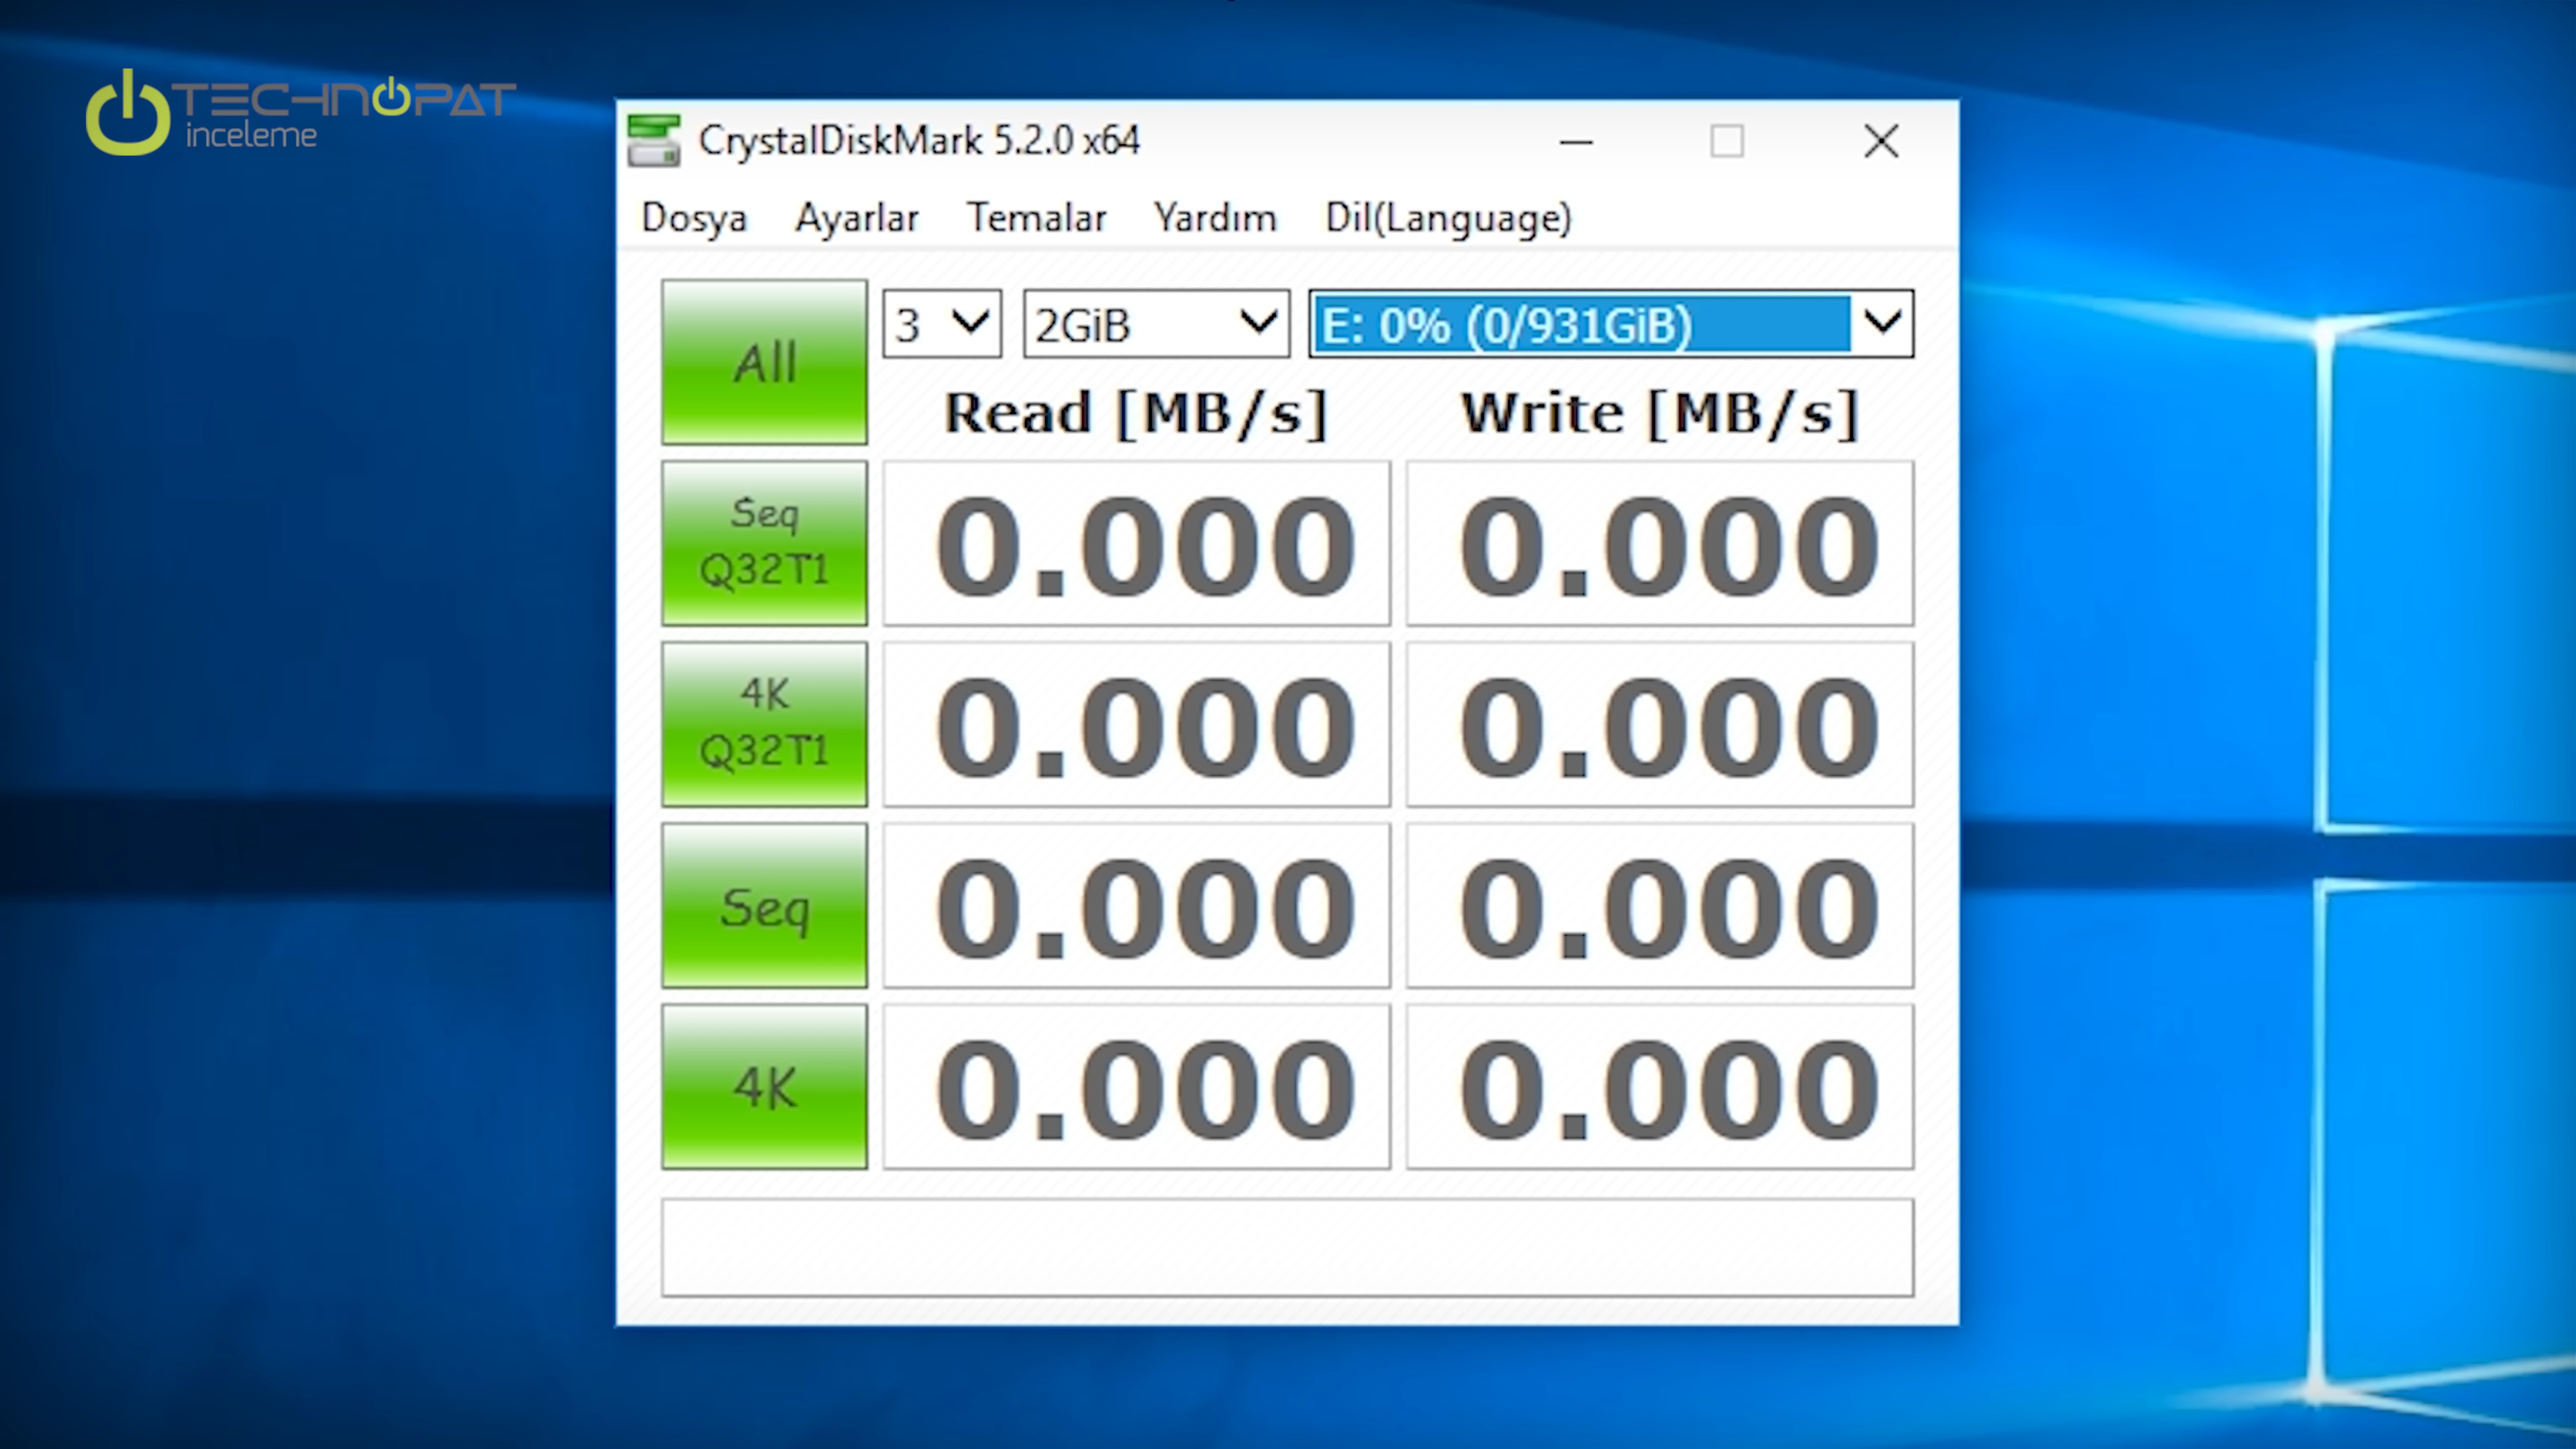 TECHNOPAT
inceleme
CrystalDiskMark 5.2.0 x64
Dosya Ayarlar Temalar Yardım Dil(Language)
All 3 2GiB E: 0% (0/931GiB)
Read [MB/s] Write [MB/s]
Seq
Q32T1 0.000 0.000
4K
Q32T1 0.000 0.000
Seq 0.000 0.000
4K 0.000 0.000